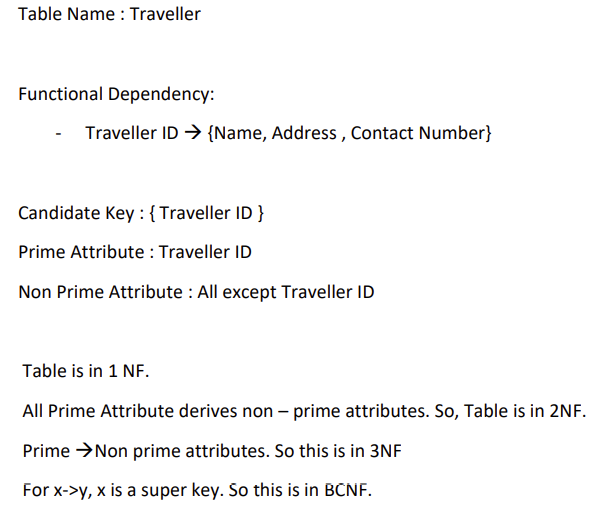 Table Name : Traveller
Functional Dependency:
- Traveller ID → {Name, Address , Contact Number}
Candidate Key : { Traveller ID }
Prime Attribute : Traveller ID
Non Prime Attribute : All except Traveller ID
Table is in 1 NF.
All Prime Attribute derives non – prime attributes. So, Table is in 2NF.
Prime →Non prime attributes. So this is in 3NF
For x->y, x is a super key. So this is in BCNF.